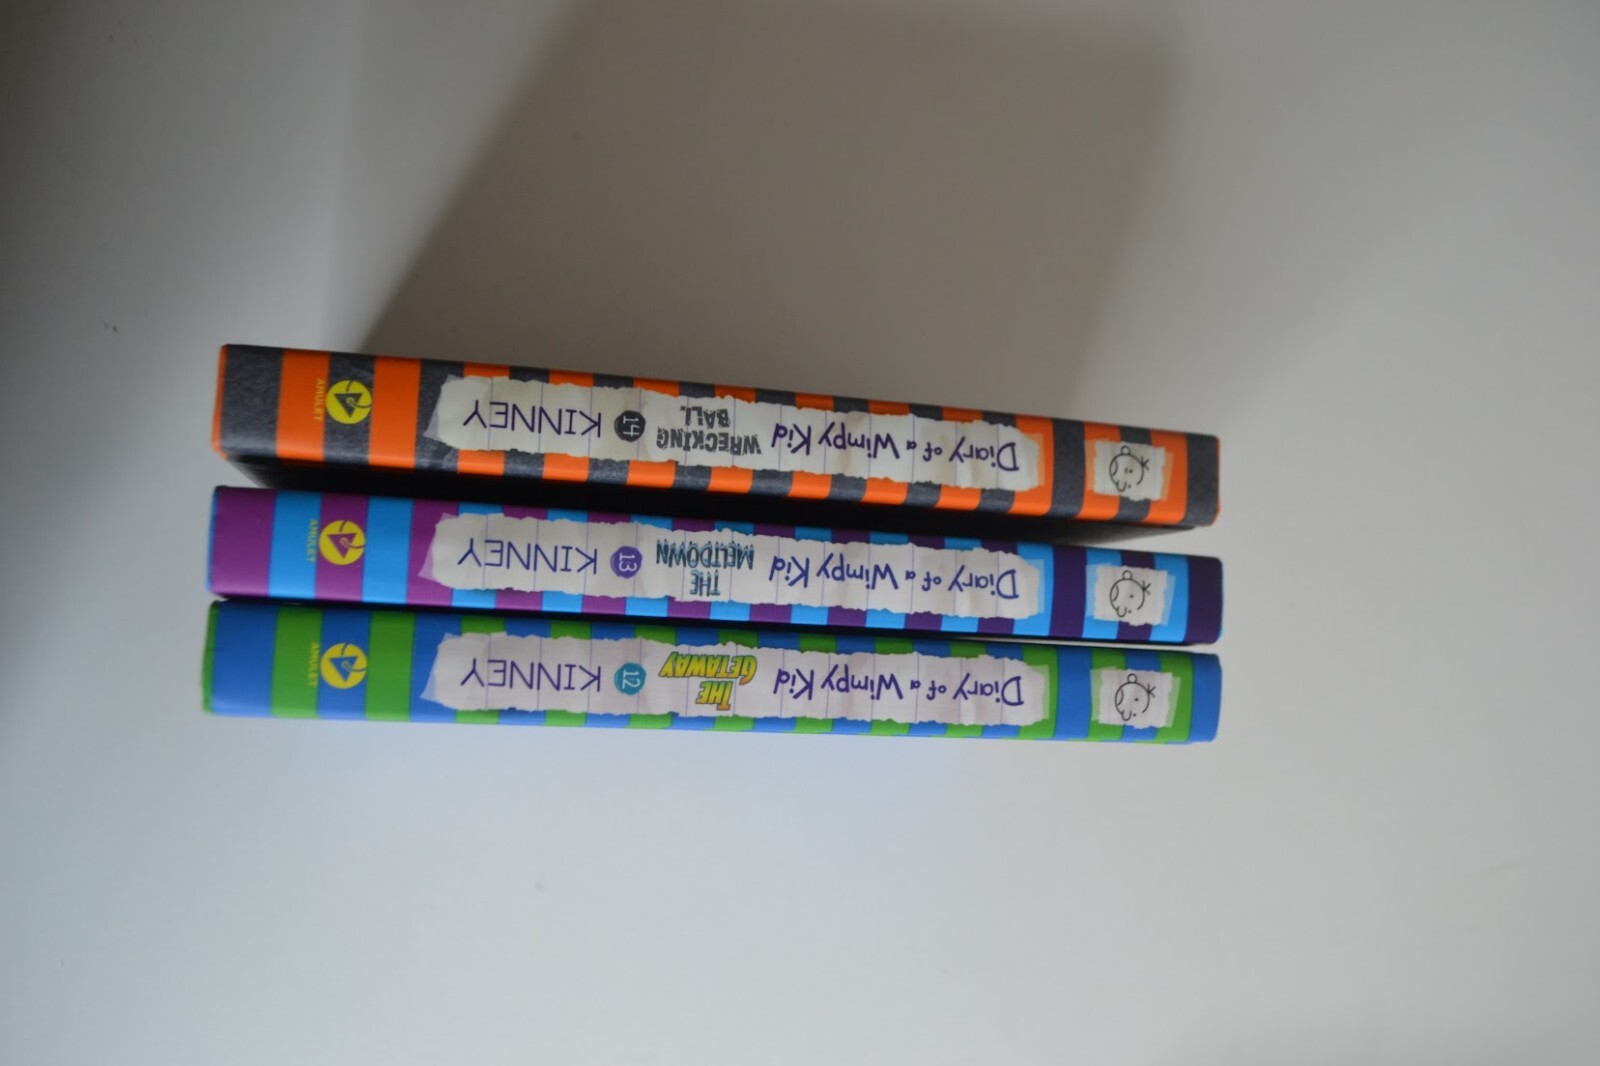 Diary of a Wimpy Kid
THE
GETAWAY
12
KINNEY
AMULET
Diary of a Wimpy Kid
THE
MELTDOWN
13
KINNEY
AMULET
Diary of a Wimpy Kid
WRECKING
BALL
14
KINNEY
AMULET